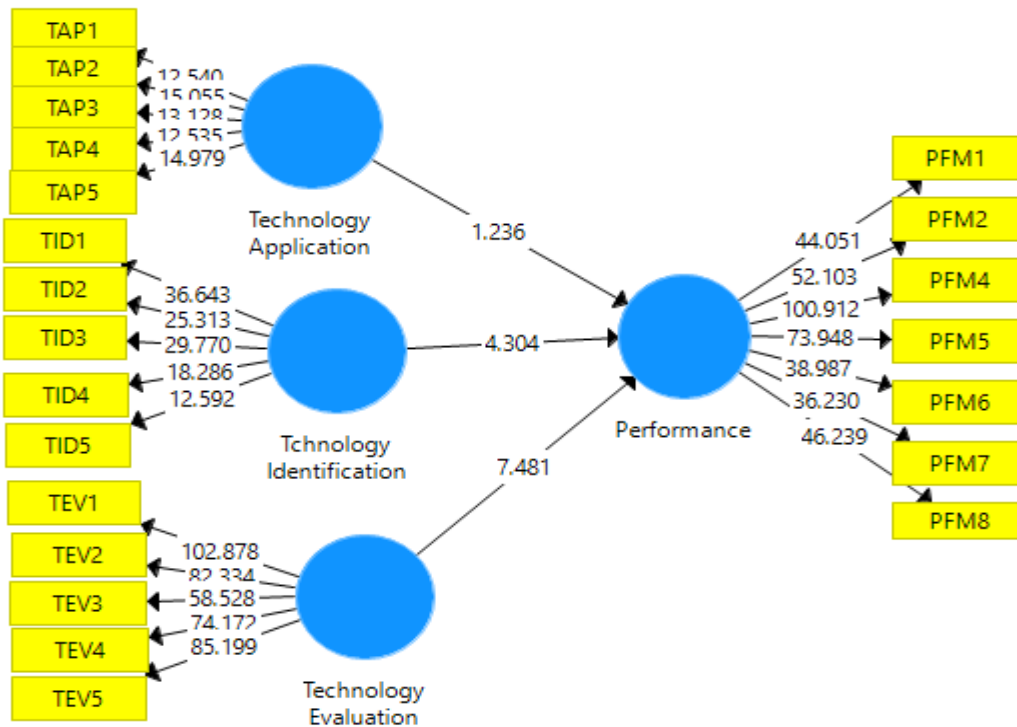 TAP1
TAP2
TAP3
TAP4
TAP5
12.540
15.055
13.128
12.535
14.979
Technology
Application
TID1
TID2
TID3
TID4
TID5
36.643
25.313
29.770
18.286
12.592
Tchnology
Identification
TEV1
TEV2
TEV3
TEV4
TEV5
102.878
82.334
58.528
74.172
85.199
Technology
Evaluation
1.236
4.304
7.481
Performance
44.051
52.103
100.912
73.948
38.987
36.230
46.239
PFM1
PFM2
PFM4
PFM5
PFM6
PFM7
PFM8